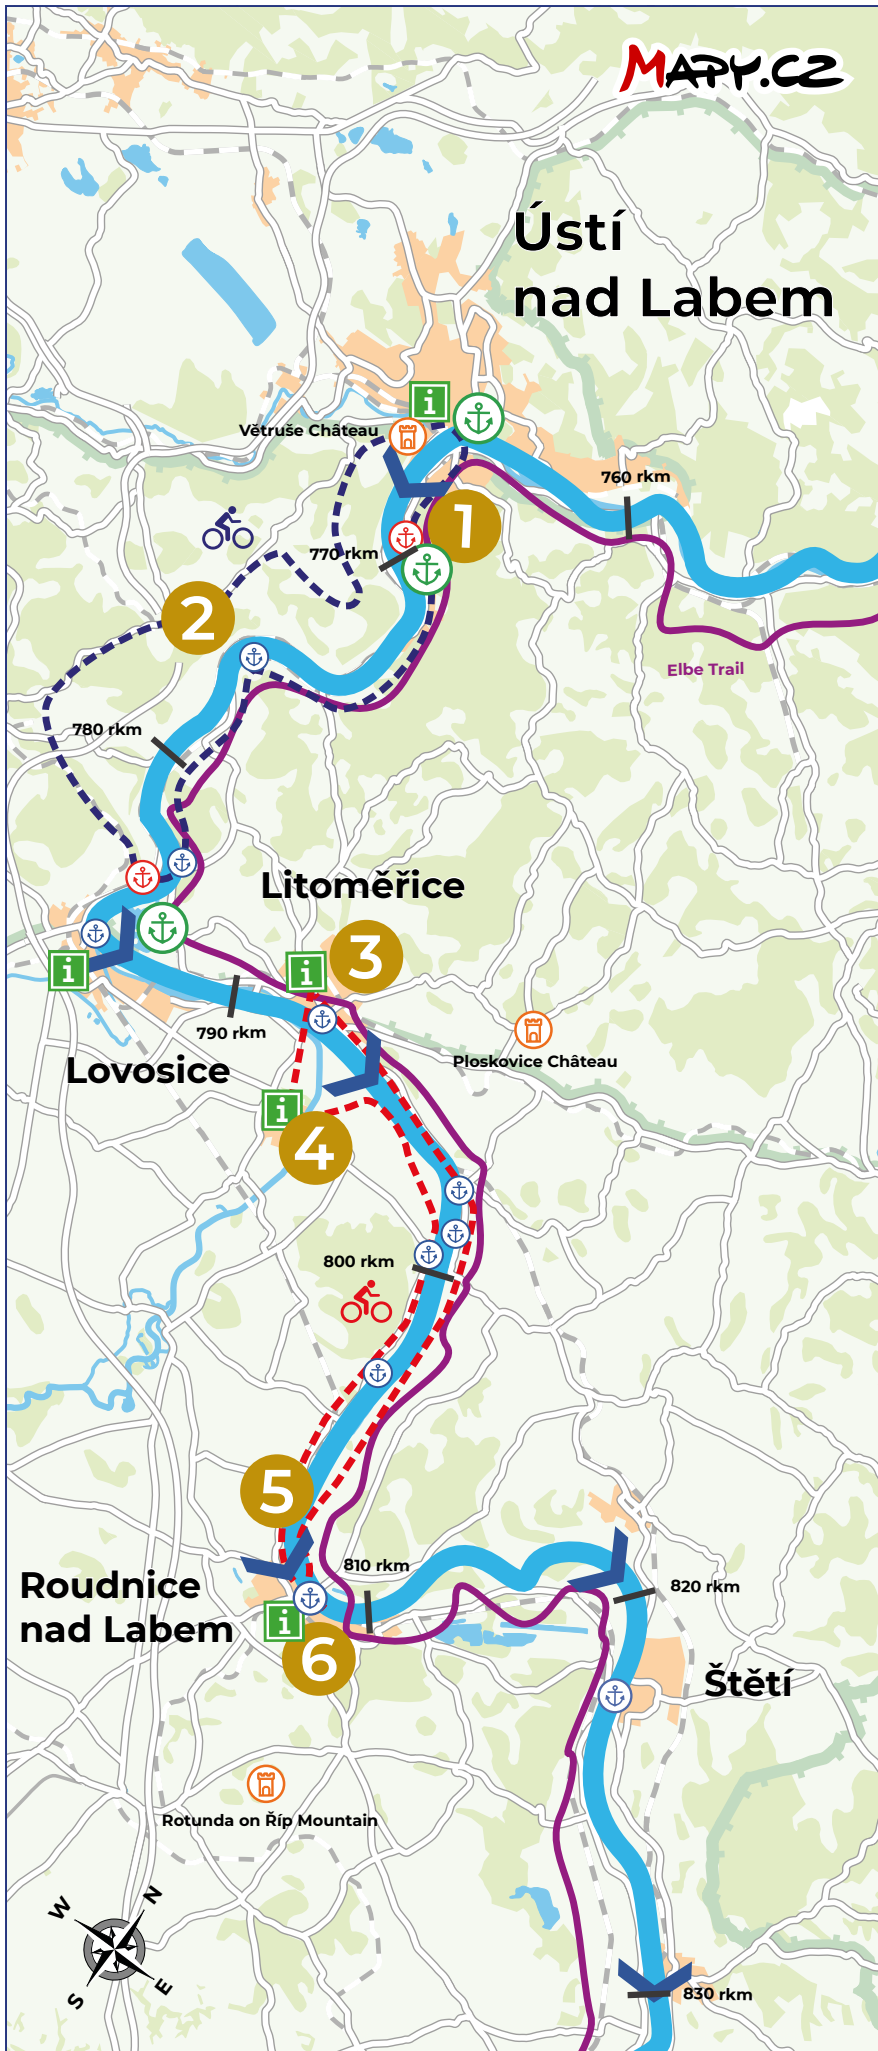 MAPY.CZ
Ústí
nad Labem
i
Větruše Château
760 rkm
1
770 rkm
2
Elbe Trail
780 rkm
Litoměřice
3
i
i
790 rkm
Ploskovice Château
Lovosice
i
4
800 rkm
5
810 rkm
Roudnice
nad Labem
820 rkm
i
6
Štětí
Rotunda on Říp Mountain
N
W
E
S
830 rkm